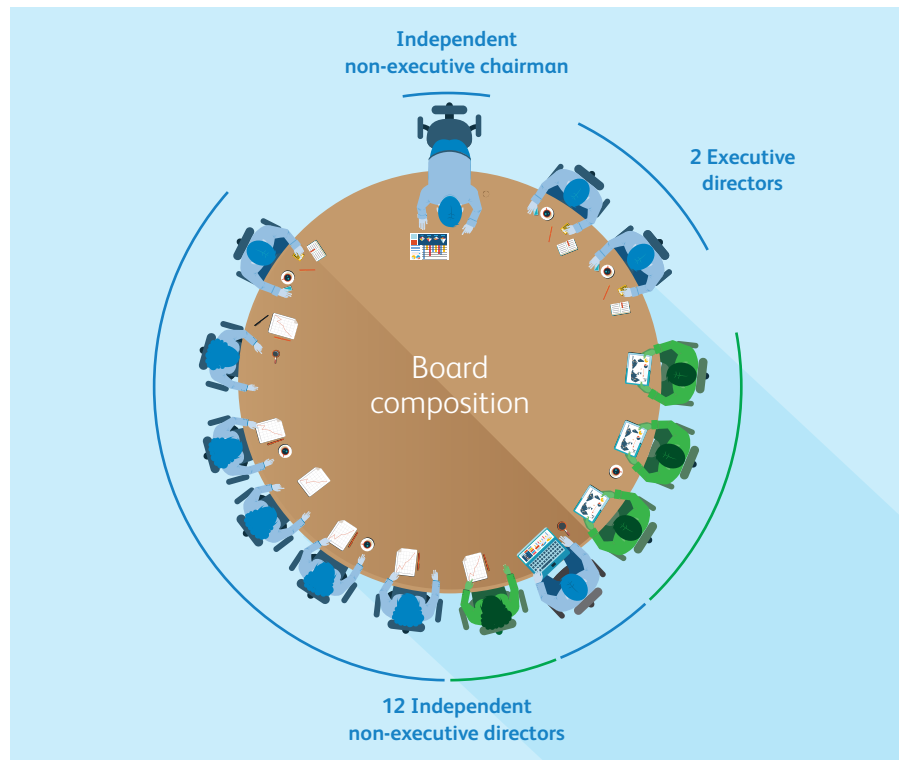 Independent
non-executive chairman
2 Executive
directors
Board
composition
12 Independent
non-executive directors